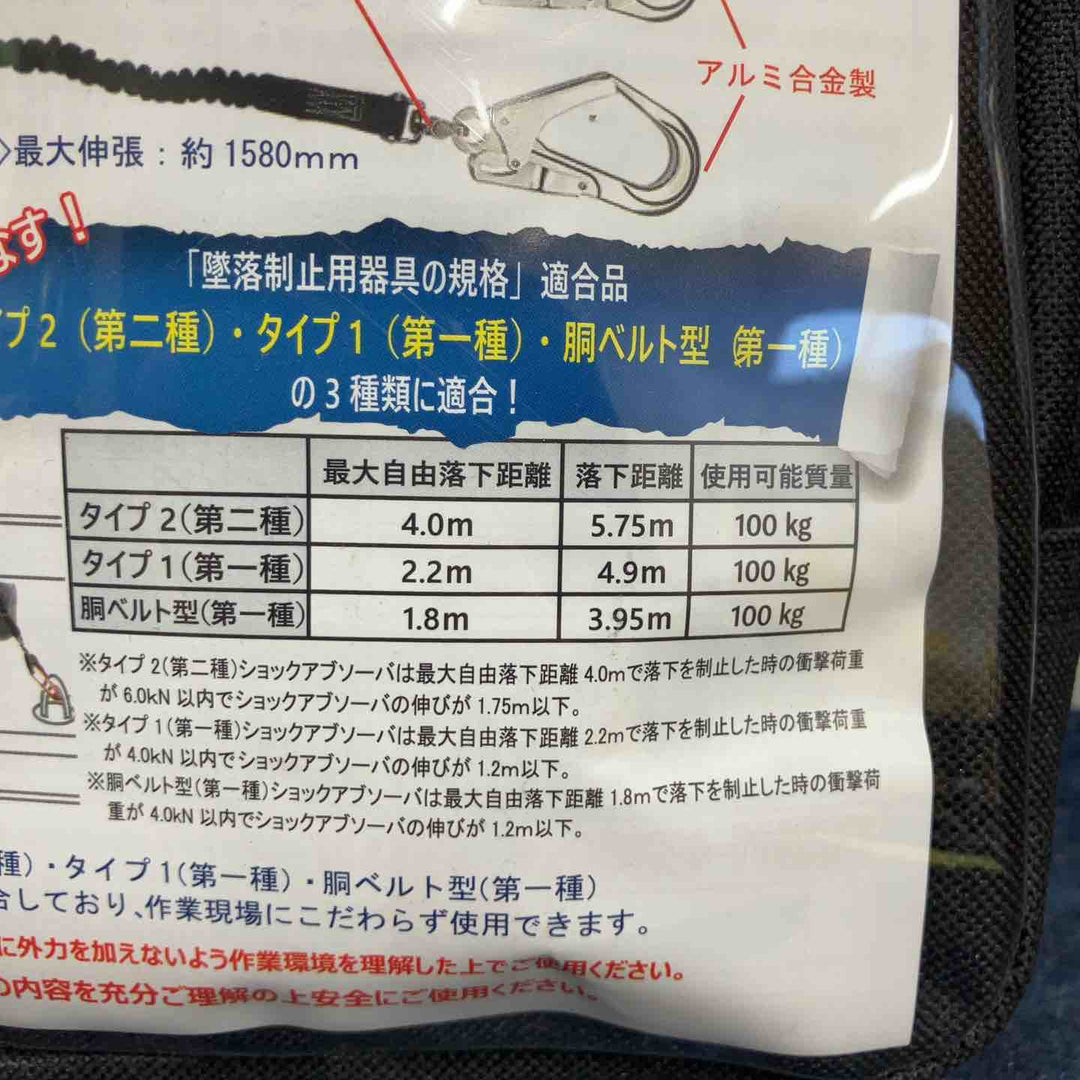 アルミ合金製
最大伸張：約1580mm
なす！
「墜落制止用器具の規格」適合品
イプ2（第二種）・タイプ1（第一種）・胴ベルト型（第一種）
の3種類に適合！
最大自由落下距離 落下距離 使用可能質量
タイプ2(第二種) 4.0m 5.75m 100 kg
タイプ1(第一種) 2.2m 4.9m 100 kg
胴ベルト型(第一種) 1.8m 3.95m 100 kg
※タイプ2(第二種)ショックアブソーバは最大自由落下距離4.0mで落下を制止した時の衝撃荷重
が6.0kN以内でショックアブソーバの伸びが1.75m以下。
※タイプ1(第一種)ショックアブソーバは最大自由落下距離2.2mで落下を制止した時の衝撃荷重
が4.0kN以内でショックアブソーバの伸びが1.2m以下。
※胴ベルト型(第一種)ショックアブソーバは最大自由落下距離1.8mで落下を制止した時の衝撃荷
重が4.0kN以内でショックアブソーバの伸びが1.2m以下。
種）・タイプ1(第一種）・胴ベルト型(第一種）
合しており、作業現場にこだわらず使用できます。
に外力を加えないよう作業環境を理解した上でご使用ください。
の内容を充分ご理解の上安全にご使用ください。